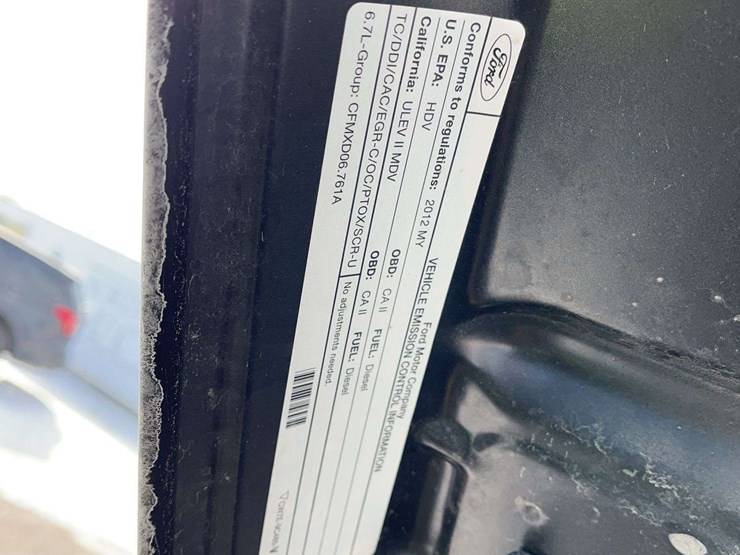 Ford
Ford Motor Company
VEHICLE EMISSION CONTROL INFORMATION
Conforms to regulations: 2012 MY
U.S. EPA: HDV OBD: CA II FUEL: Diesel
California: ULEV II MDV OBD: CA II FUEL: Diesel
TC/DDI/CAC/EGR-C/OC/PTOX/SCR-U No adjustments needed.
6.7L-Group: CFMXD06.761A